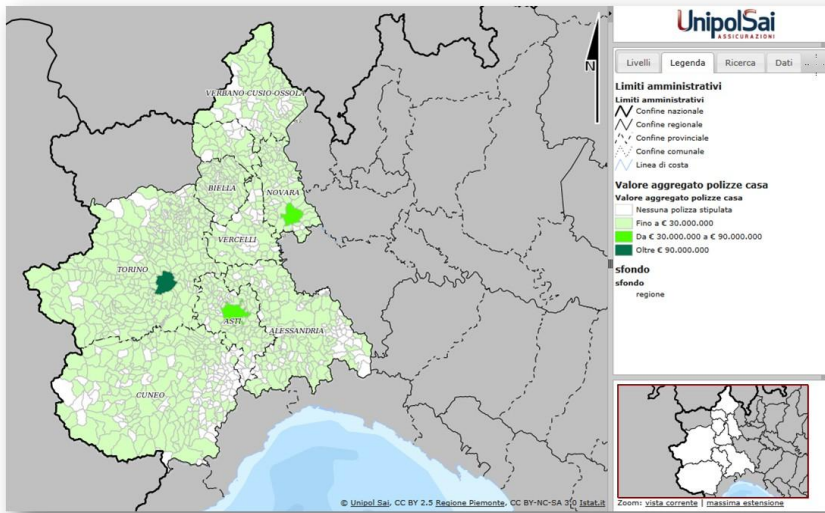 UnipolSai
ASSICURAZIONI
Livelli Legenda Ricerca Dati ..
Limiti amministrativi
Limiti amministrativi
Confine nazionale
Confine regionale
Confine provinciale
Confine comunale
Linea di costa
Valore aggregato polizze casa
Valore aggregato polizze casa
Nessuna polizza stipulata
Fino a € 30.000.000
Da € 30.000.000 a € 90.000.000
Oltre € 90.000.000
sfondo
sfondo
regione
N
VERBANO-CUSIO-OSSOLA
BIELLA
NOVARA
VERCELLI
TORINO
ASTI
ALESSANDRIA
CUNEO
© Unipol Sai, CC BY 2.5 Regione Piemonte, CC BY-NC-SA 3.0 Istat.it
Zoom: vista corrente | massima estensione